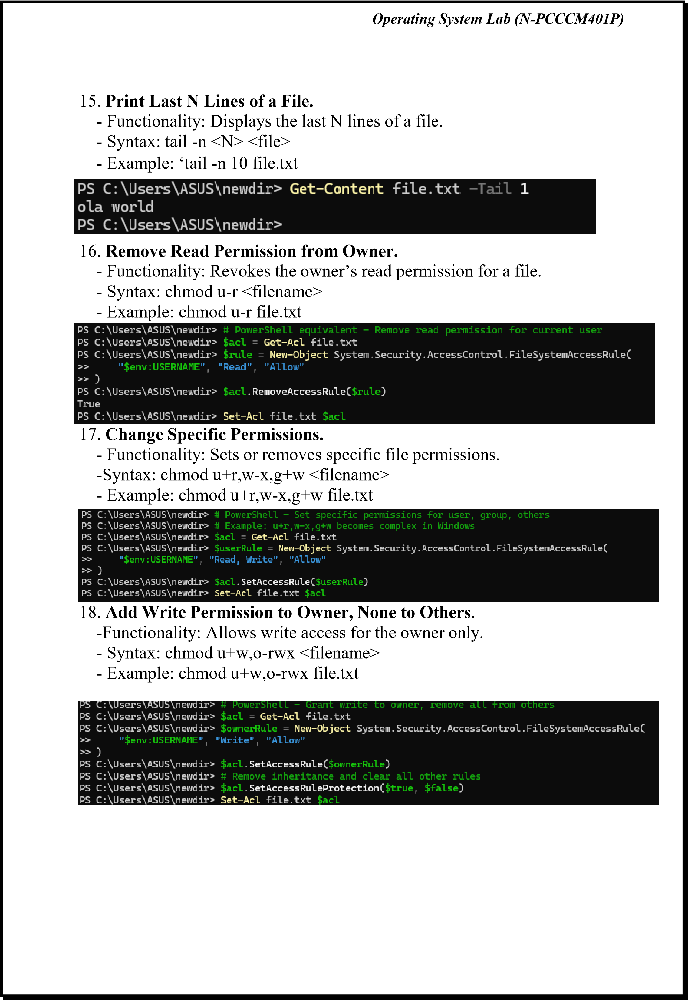 Operating System Lab (N-PCCCM401P)
15. Print Last N Lines of a File.
- Functionality: Displays the last N lines of a file.
- Syntax: tail -n <N> <file>
- Example: ‘tail -n 10 file.txt
PS C:\Users\ASUS\newdir> Get-Content file.txt -Tail 1
ola world
PS C:\Users\ASUS\newdir>
16. Remove Read Permission from Owner.
- Functionality: Revokes the owner’s read permission for a file.
- Syntax: chmod u-r <filename>
- Example: chmod u-r file.txt
PS C:\Users\ASUS\newdir> # PowerShell equivalent - Remove read permission for current user
PS C:\Users\ASUS\newdir> $acl = Get-Acl file.txt
PS C:\Users\ASUS\newdir> $rule = New-Object System.Security.AccessControl.FileSystemAccessRule(
>>     "$env:USERNAME", "Read", "Allow"
>> )
PS C:\Users\ASUS\newdir> $acl.RemoveAccessRule($rule)
True
PS C:\Users\ASUS\newdir> Set-Acl file.txt $acl
17. Change Specific Permissions.
- Functionality: Sets or removes specific file permissions.
-Syntax: chmod u+r,w-x,g+w <filename>
- Example: chmod u+r,w-x,g+w file.txt
PS C:\Users\ASUS\newdir> # PowerShell - Set specific permissions for user, group, others
PS C:\Users\ASUS\newdir> # Example: u+r,w-x,g+w becomes complex in Windows
PS C:\Users\ASUS\newdir> $acl = Get-Acl file.txt
PS C:\Users\ASUS\newdir> $userRule = New-Object System.Security.AccessControl.FileSystemAccessRule(
>>     "$env:USERNAME", "Read, Write", "Allow"
>> )
PS C:\Users\ASUS\newdir> $acl.SetAccessRule($userRule)
PS C:\Users\ASUS\newdir> Set-Acl file.txt $acl
18. Add Write Permission to Owner, None to Others.
-Functionality: Allows write access for the owner only.
- Syntax: chmod u+w,o-rwx <filename>
- Example: chmod u+w,o-rwx file.txt
PS C:\Users\ASUS\newdir> # PowerShell - Grant write to owner, remove all from others
PS C:\Users\ASUS\newdir> $acl = Get-Acl file.txt
PS C:\Users\ASUS\newdir> $ownerRule = New-Object System.Security.AccessControl.FileSystemAccessRule(
>>     "$env:USERNAME", "Write", "Allow"
>> )
PS C:\Users\ASUS\newdir> $acl.SetAccessRule($ownerRule)
PS C:\Users\ASUS\newdir> # Remove inheritance and clear all other rules
PS C:\Users\ASUS\newdir> $acl.SetAccessRuleProtection($true, $false)
PS C:\Users\ASUS\newdir> Set-Acl file.txt $acl